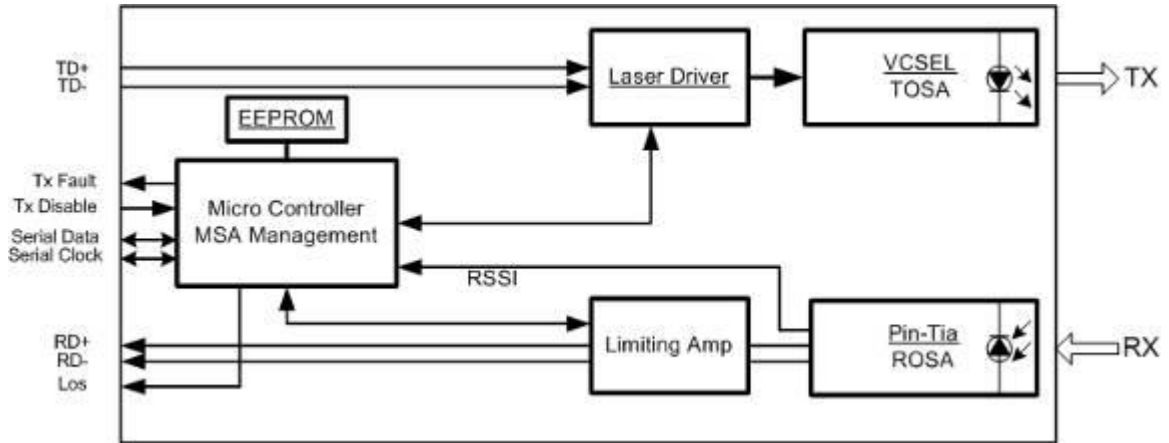 TD+
TD-
Laser Driver
VCSEL
TOSA
TX
EEPROM
Tx Fault
Tx Disable
Serial Data
Serial Clock
Micro Controller
MSA Management
RSSI
RD+
RD-
Los
Limiting Amp
Pin-Tia
ROSA
RX